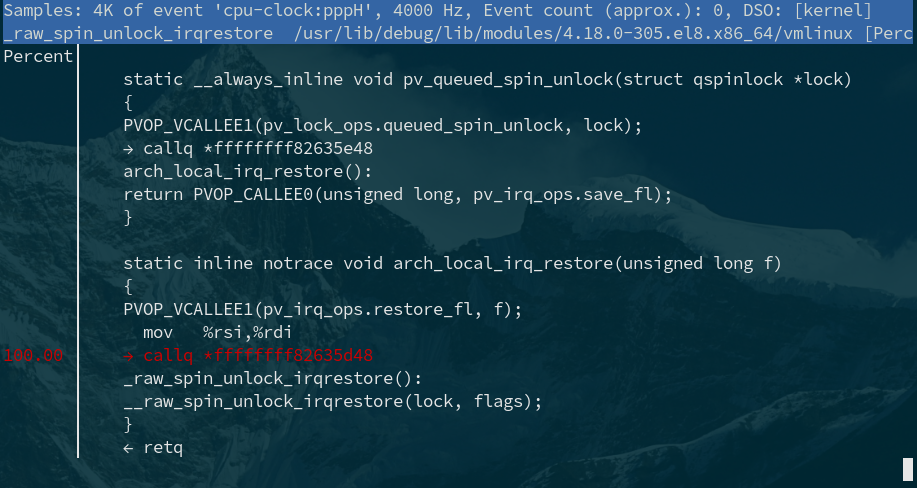 Samples: 4K of event 'cpu-clock:pppH', 4000 Hz, Event count (approx.): 0, DSO: [kernel]
_raw_spin_unlock_irqrestore  /usr/lib/debug/lib/modules/4.18.0-305.el8.x86_64/vmlinux [Perc
Percent
static __always_inline void pv_queued_spin_unlock(struct qspinlock *lock)
{
PVOP_VCALLEE1(pv_lock_ops.queued_spin_unlock, lock);
→ callq *ffffffff82635e48
arch_local_irq_restore():
return PVOP_CALLEE0(unsigned long, pv_irq_ops.save_fl);
}
static inline notrace void arch_local_irq_restore(unsigned long f)
{
PVOP_VCALLEE1(pv_irq_ops.restore_fl, f);
mov   %rsi,%rdi
100.00 → callq *ffffffff82635d48
_raw_spin_unlock_irqrestore():
__raw_spin_unlock_irqrestore(lock, flags);
}
← retq